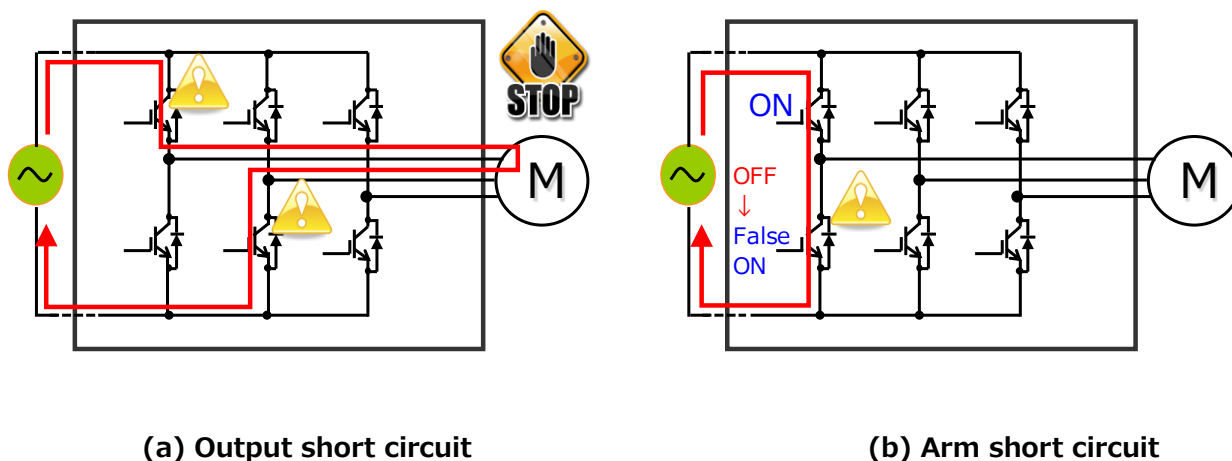 STOP
M
(a) Output short circuit
ON
OFF
↓
False
ON
M
(b) Arm short circuit